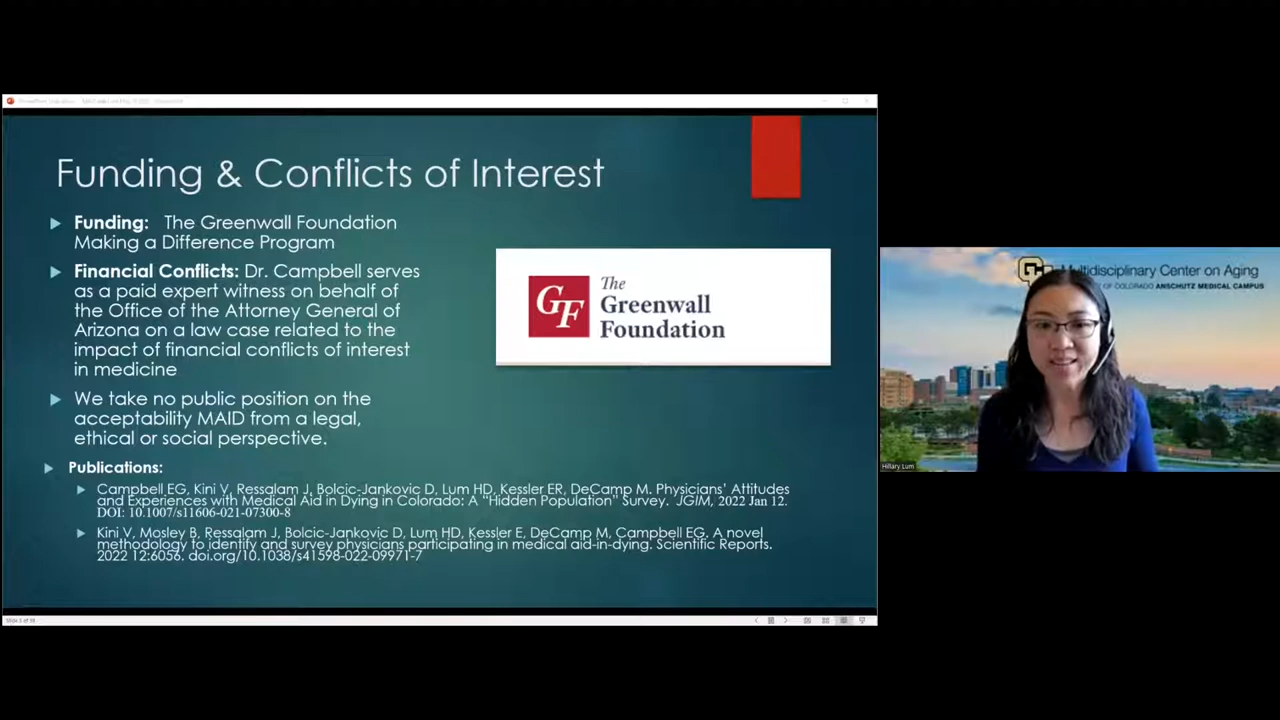 Funding & Conflicts of Interest
Funding: The Greenwall Foundation
Making a Difference Program
Financial Conflicts: Dr. Campbell serves
as a paid expert witness on behalf of
the Office of the Attorney General of
Arizona on a law case related to the
impact of financial conflicts of interest
in medicine
We take no public position on the
acceptability MAID from a legal,
ethical or social perspective.
Publications:
Campbell EG, Kini V, Ressalam J, Bolcic-Jankovic D, Lum HD, Kessler ER, DeCamp M. Physicians' Attitudes
and Experiences with Medical Aid in Dying in Colorado: A "Hidden Population" Survey. JGIM, 2022 Jan 12.
DOI: 10.1007/s11606-021-07300-8
Kini V, Mosley B, Ressalam J, Bolcic-Jankovic D, Lum HD, Kessler E, DeCamp M, Campbell EG. A novel
methodology to identify and survey physicians participating in medical aid-in-dying. Scientific Reports.
2022 12:6056. doi.org/10.1038/s41598-022-09971-7
GF
The
Greenwall
Foundation
Multidisciplinary Center on Aging
OF COLORADO ANSCHUTZ MEDICAL CAMPUS
Hillary Lum